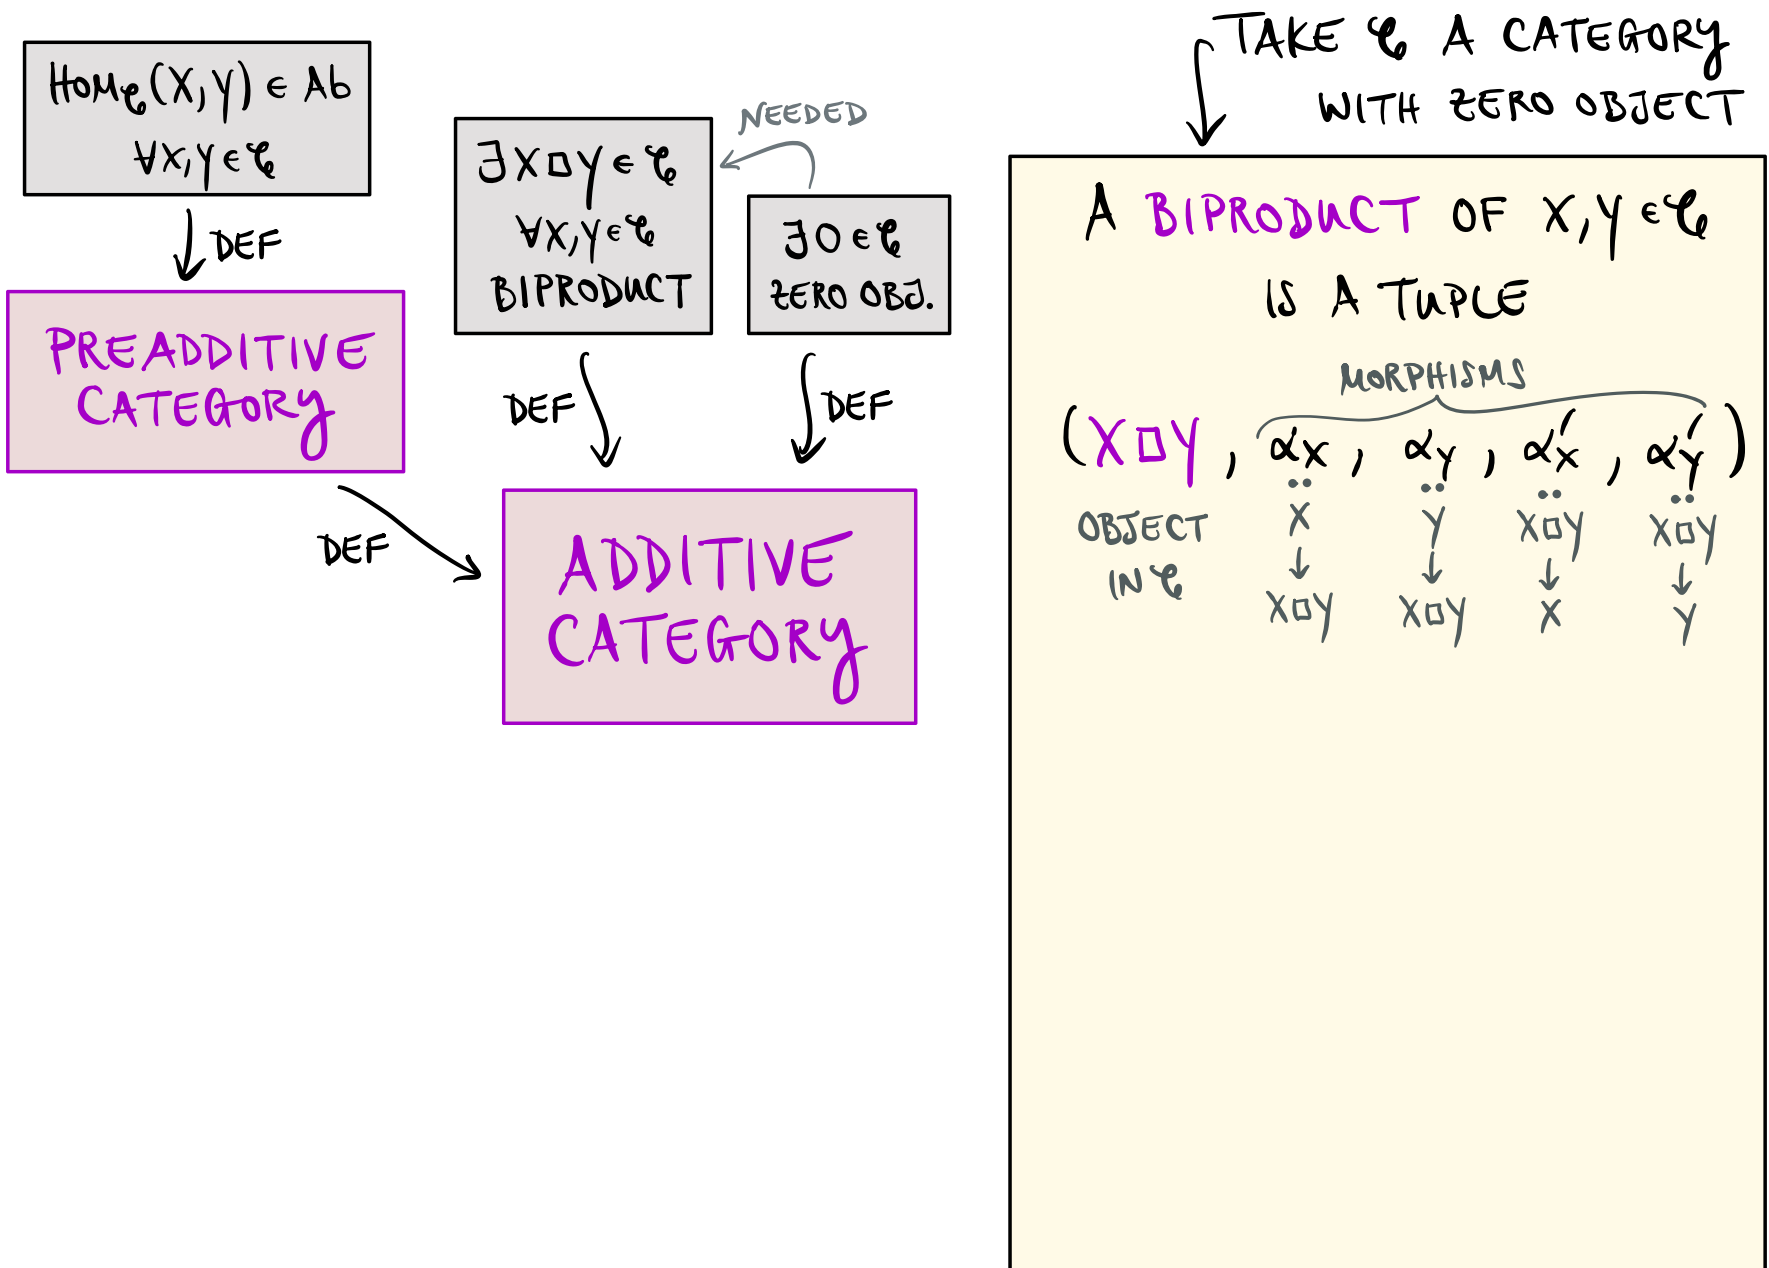 HOM𝒞(X,Y) ∈ Ab
∀X,Y ∈ 𝒞
DEF
PREADDITIVE
CATEGORY
DEF
∃ X□Y ∈ 𝒞
∀X,Y ∈ 𝒞
BIPRODUCT
NEEDED
∃ 0 ∈ 𝒞
ZERO OBJ.
DEF
DEF
ADDITIVE
CATEGORY
TAKE 𝒞 A CATEGORY
WITH ZERO OBJECT
A BIPRODUCT OF X,Y ∈ 𝒞
IS A TUPLE
MORPHISMS
(X□Y, αX, αY, α′X, α′Y)
OBJECT
IN 𝒞
:
X
↓
X□Y
:
Y
↓
X□Y
:
X□Y
↓
X
:
X□Y
↓
Y